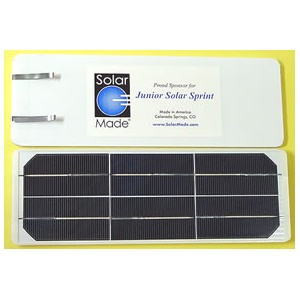 Solar
Made®
Proud Sponsor for
Junior Solar Sprint
Made in America
Colorado Springs, CO
www.SolarMade.com